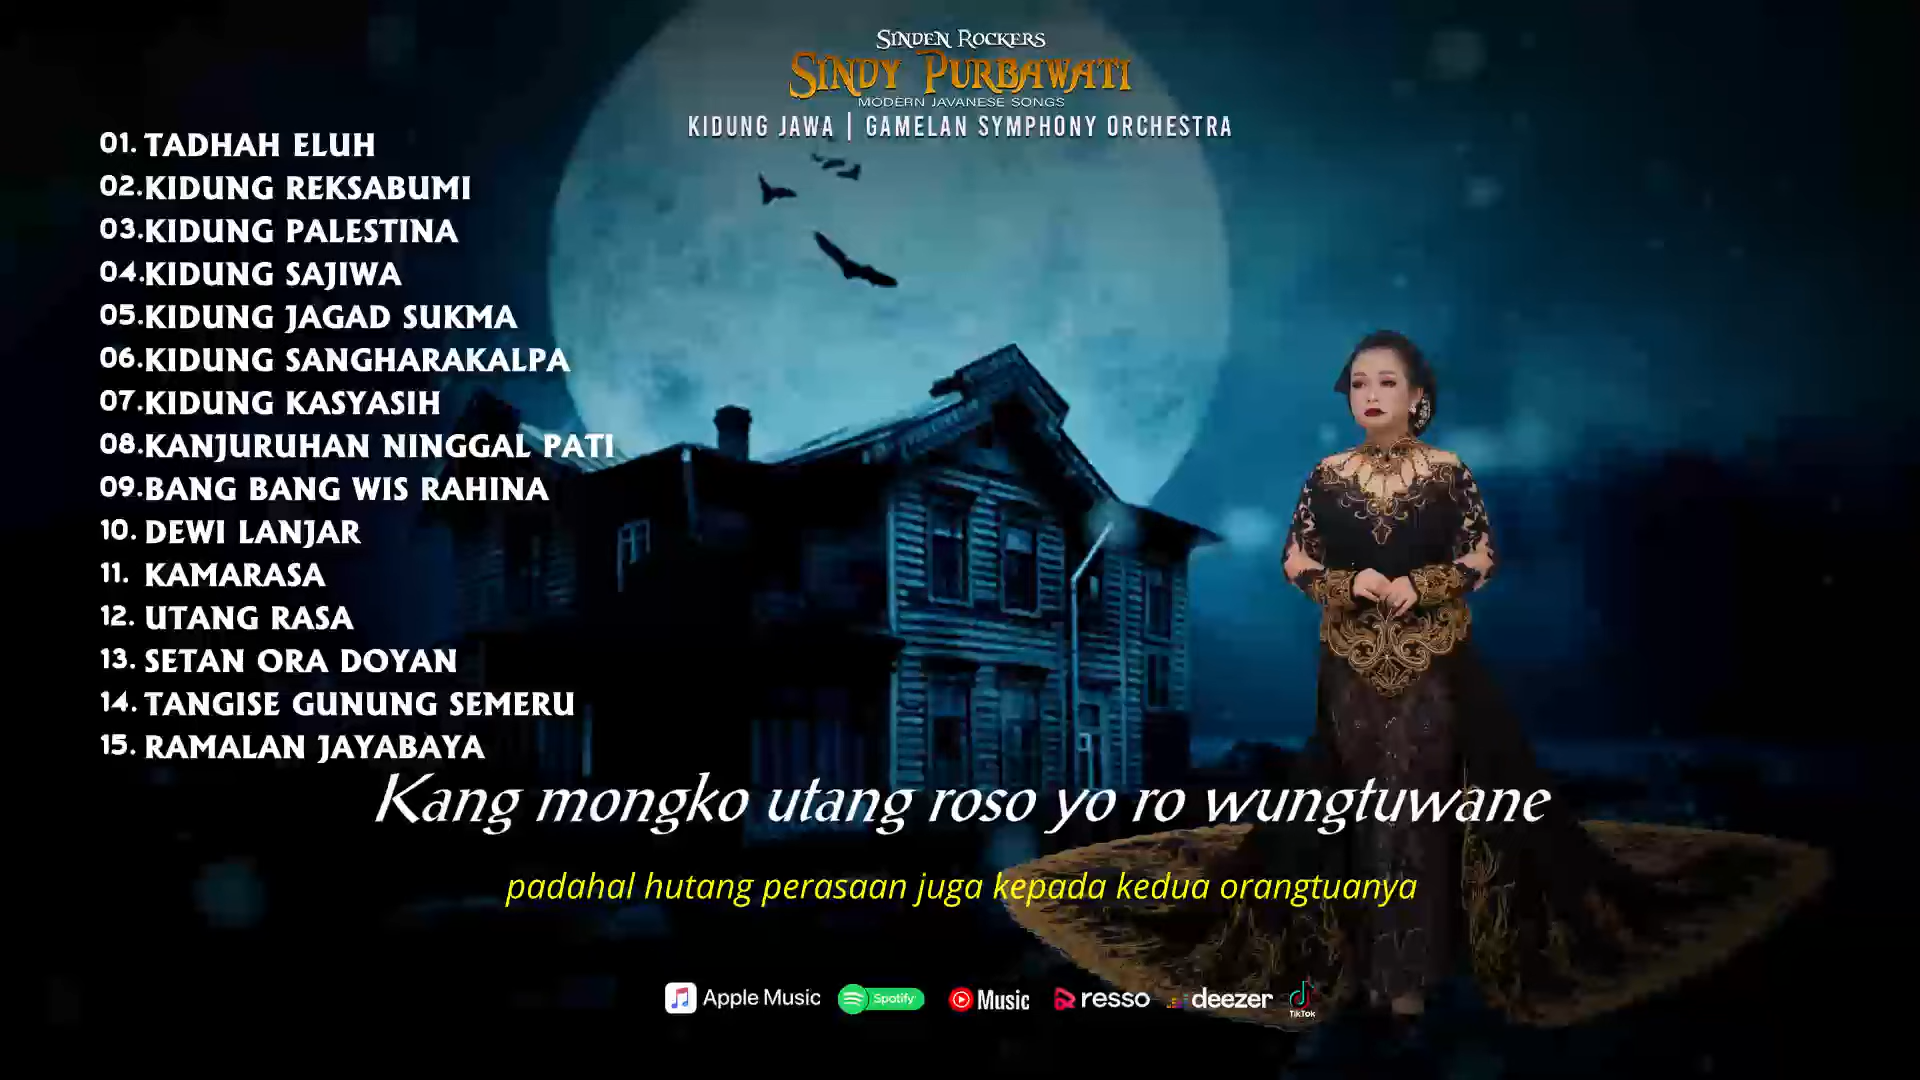 SINDEN ROCKERS
SINDY PURBAWATI
MODERN JAVANESE SONGS
KIDUNG JAWA | GAMELAN SYMPHONY ORCHESTRA
01. TADHAH ELUH
02. KIDUNG REKSABUMI
03. KIDUNG PALESTINA
04. KIDUNG SAJIWA
05. KIDUNG JAGAD SUKMA
06. KIDUNG SANGHARAKALPA
07. KIDUNG KASYASIH
08. KANJURUHAN NINGGAL PATI
09. BANG BANG WIS RAHINA
10. DEWI LANJAR
11. KAMARASA
12. UTANG RASA
13. SETAN ORA DOYAN
14. TANGISE GUNUNG SEMERU
15. RAMALAN JAYABAYA
Kang mongko utang roso yo ro wungtuwane
padahal hutang perasaan juga kepada kedua orangtuanya
Apple Music Spotify Music resso deezer TikTok